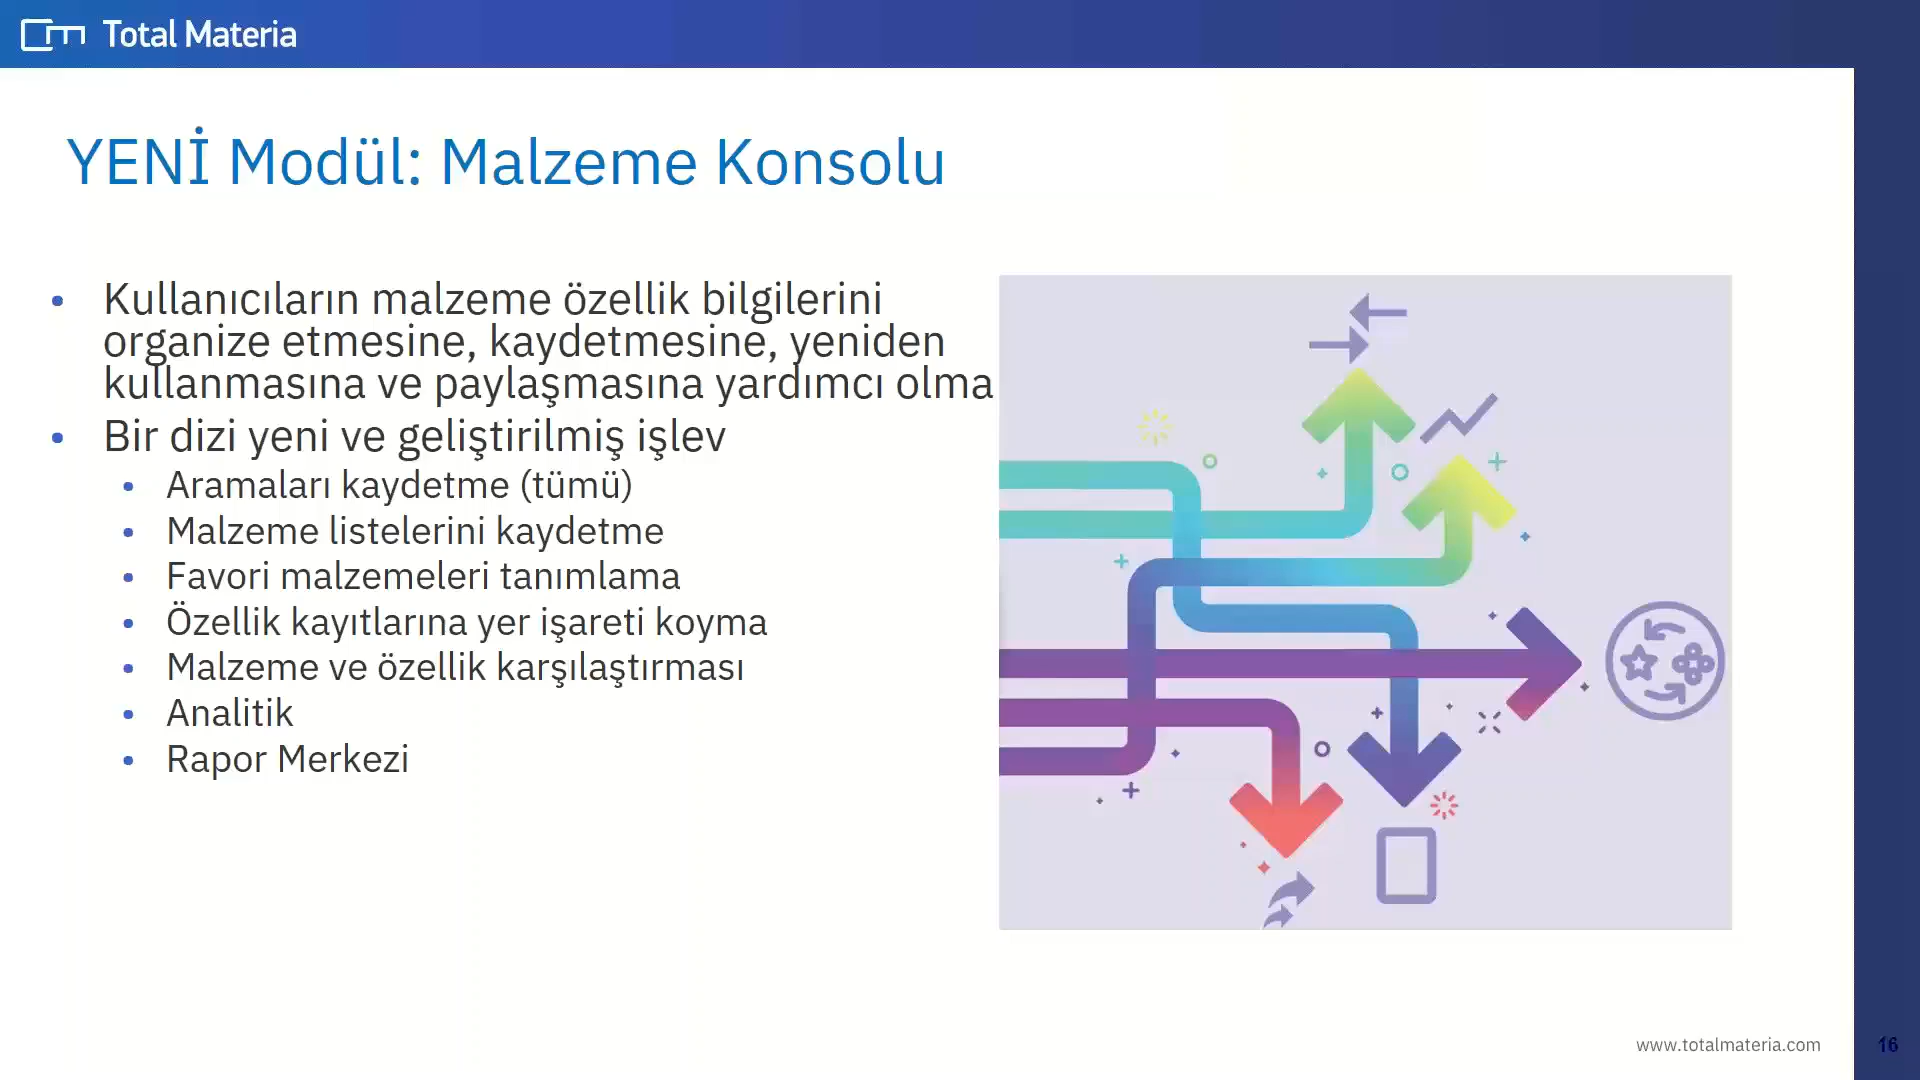 Total Materia
YENİ Modül: Malzeme Konsolu
• Kullanıcıların malzeme özellik bilgilerini
organize etmesine, kaydetmesine, yeniden
kullanmasına ve paylaşmasına yardımcı olma
• Bir dizi yeni ve geliştirilmiş işlev
• Aramaları kaydetme (tümü)
• Malzeme listelerini kaydetme
• Favori malzemeleri tanımlama
• Özellik kayıtlarına yer işareti koyma
• Malzeme ve özellik karşılaştırması
• Analitik
• Rapor Merkezi
www.totalmateria.com
16